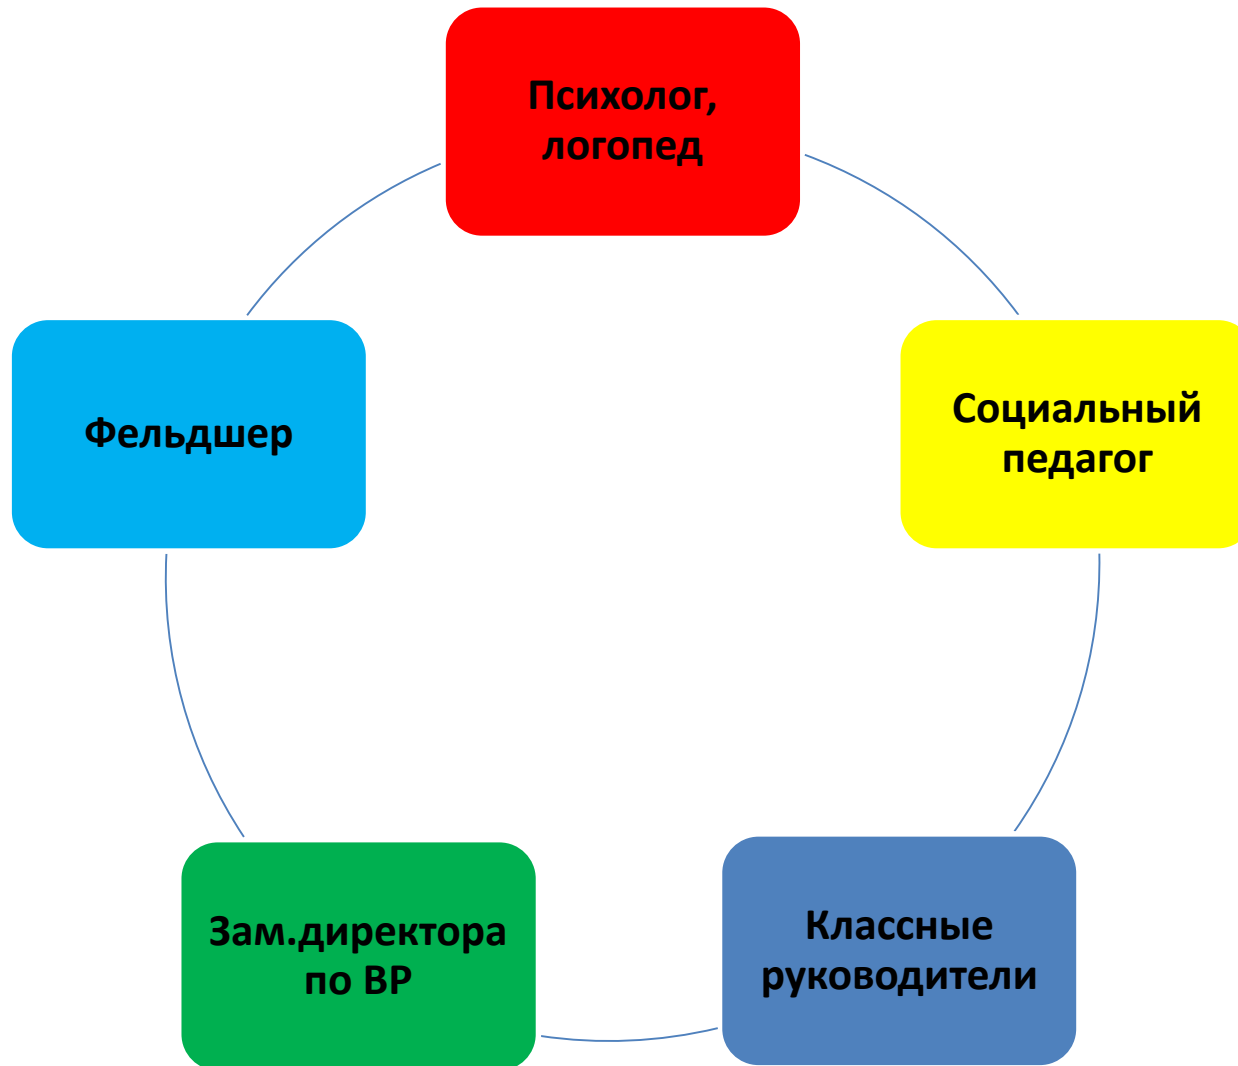 Психолог,
логопед
Социальный
педагог
Классные
руководители
Зам.директора
по ВР
Фельдшер